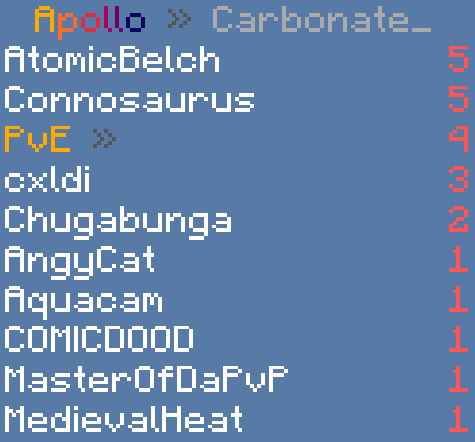 Apollo » Carbonate_
AtomicBelch 5
Connosaurus 5
PvE » 4
cxldi 3
Chugabunga 2
AngyCat 1
Aquacam 1
COMICDOOD 1
MasterOfDaPvP 1
MedievalHeat 1